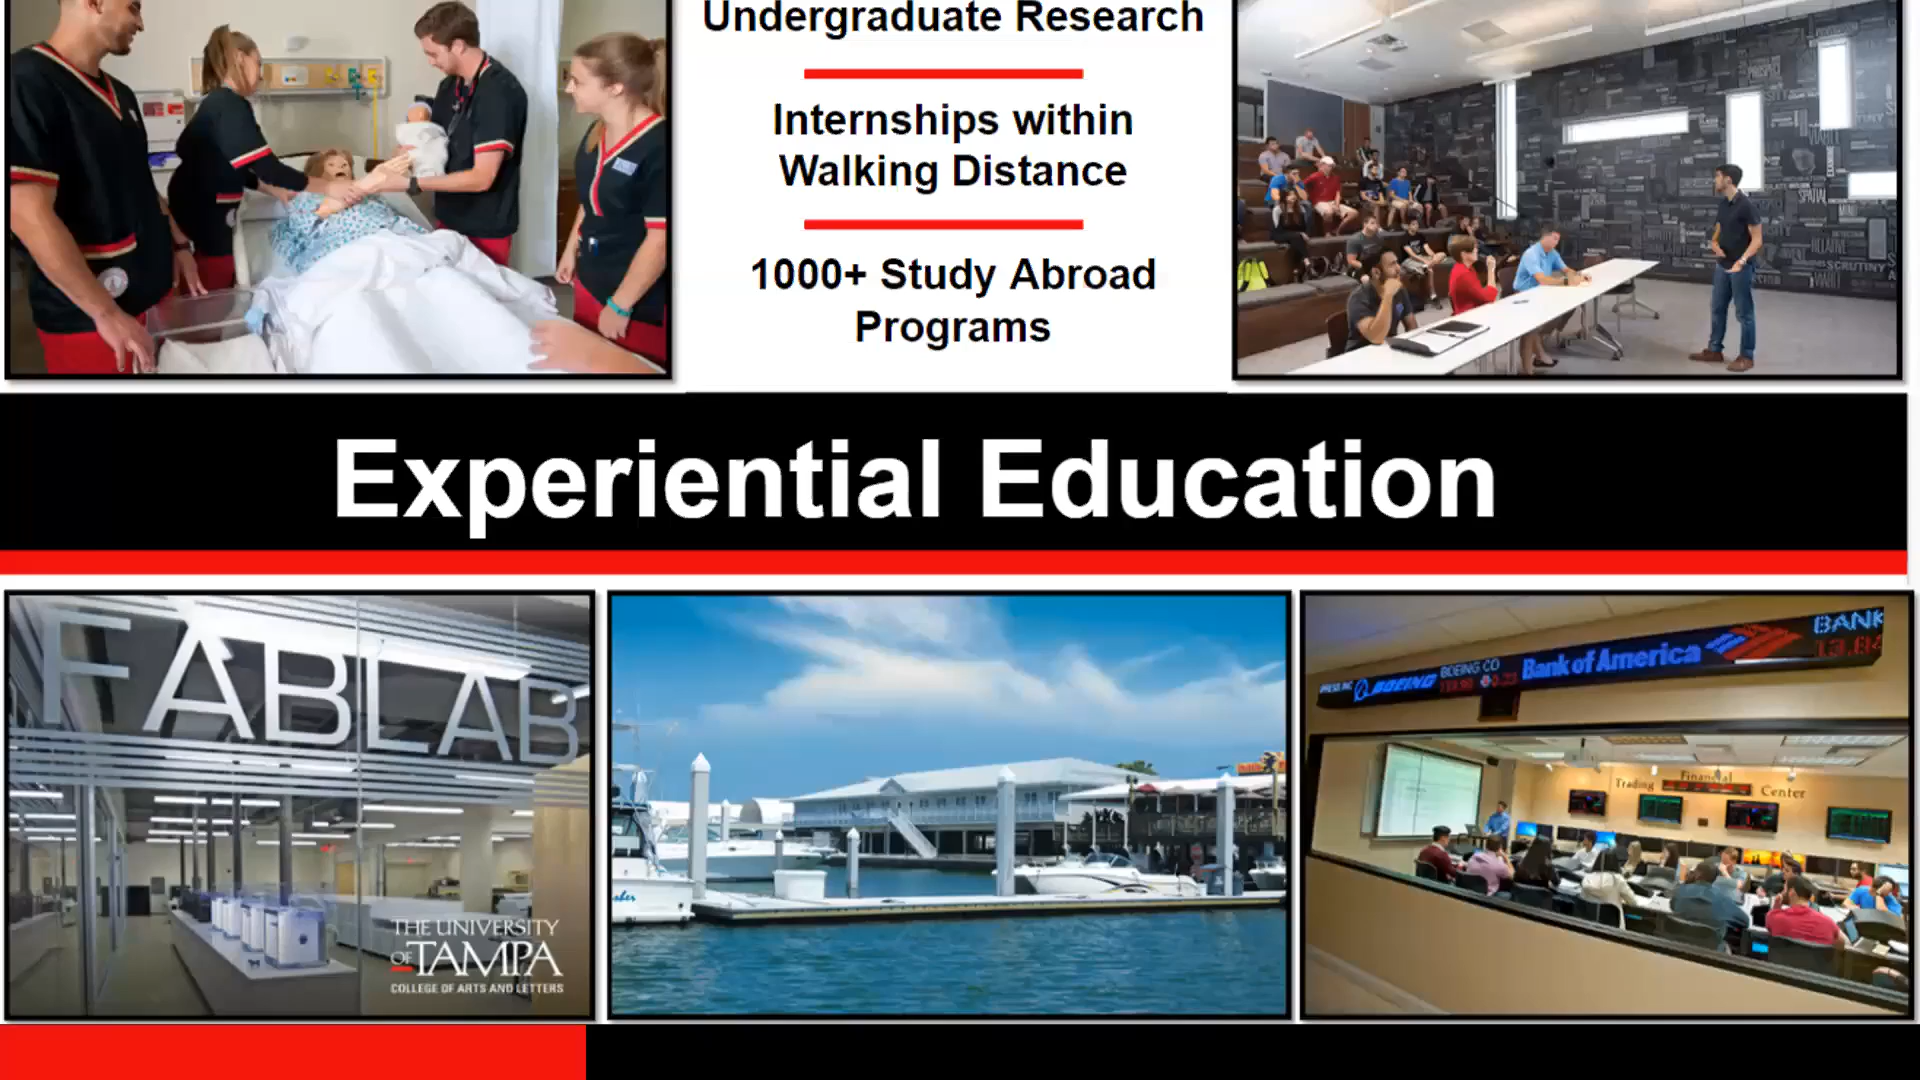 Undergraduate Research
Internships within
Walking Distance
1000+ Study Abroad
Programs
Experiential Education
FABLAB
THE UNIVERSITY
OF TAMPA
COLLEGE OF ARTS AND LETTERS
BOEING
BOEING CO
Bank of America
BANK
Trading Financial Center